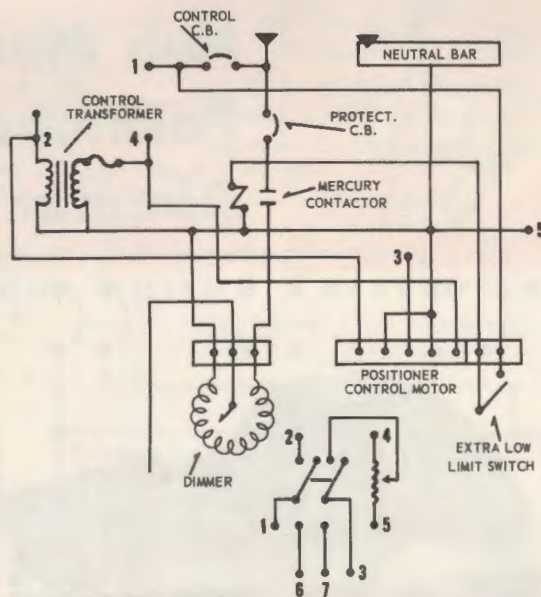 CONTROL
C.B.
NEUTRAL BAR
1
CONTROL
TRANSFORMER
PROTECT.
C.B.
2
4
MERCURY
CONTACTOR
5
3
POSITIONER
CONTROL MOTOR
EXTRA LOW
LIMIT SWITCH
DIMMER
2
4
1
5
6
7
3